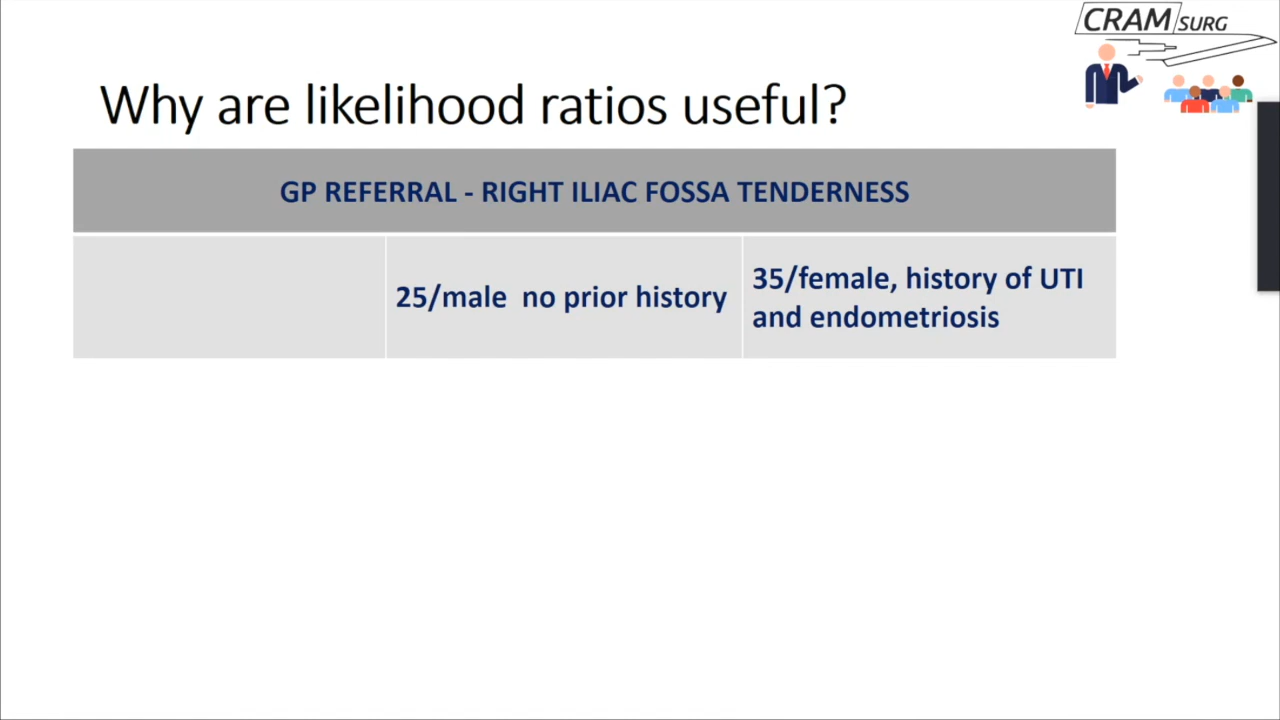 CRAM SURG
Why are likelihood ratios useful?
GP REFERRAL - RIGHT ILIAC FOSSA TENDERNESS
25/male no prior history
35/female, history of UTI
and endometriosis